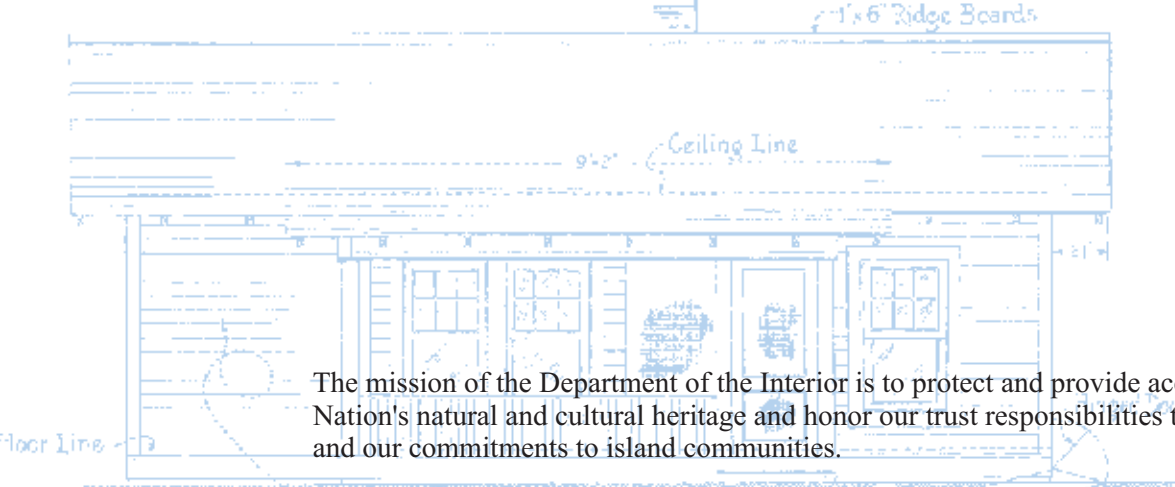 1"x 6" Ridge Boards
Ceiling Line
9'-2"
The mission of the Department of the Interior is to protect and provide
Nation's natural and cultural heritage and honor our trust responsibilities
and our commitments to island communities.
Floor Line